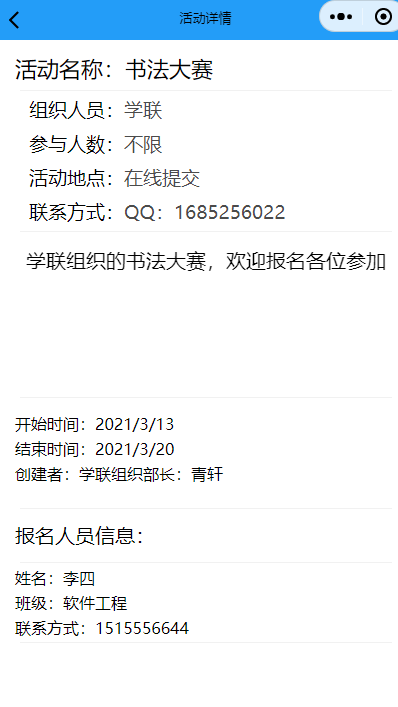 活动详情
活动名称：书法大赛
组织人员：学联
参与人数：不限
活动地点：在线提交
联系方式：QQ：1685256022
学联组织的书法大赛，欢迎报名各位参加
开始时间：2021/3/13
结束时间：2021/3/20
创建者：学联组织部长：青轩
报名人员信息：
姓名：李四
班级：软件工程
联系方式：1515556644